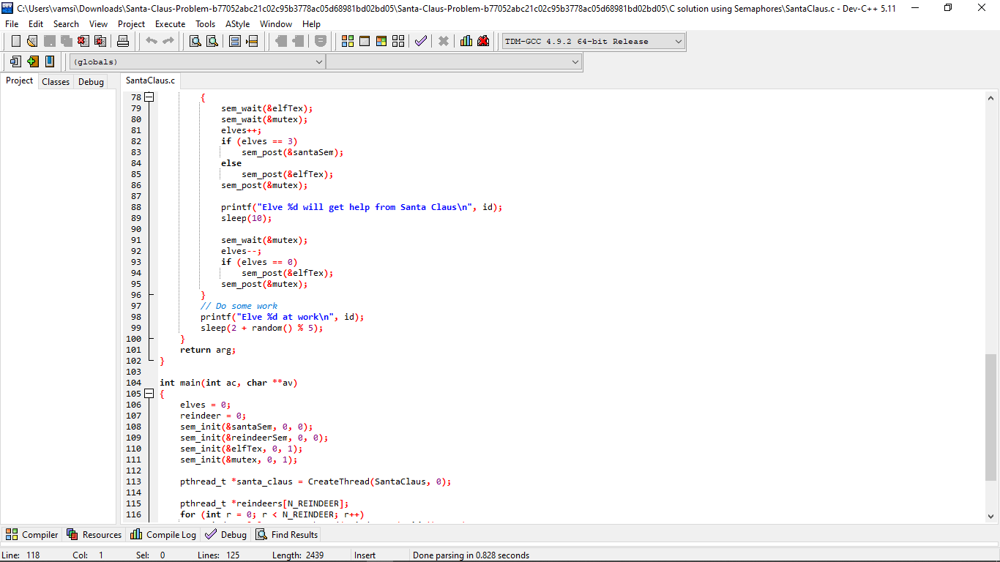 C:\Users\vamsi\Downloads\Santa-Claus-Problem-b77052abc21c02c95b3778ac05d68981bd02bd05\Santa-Claus-Problem-b77052abc21c02c95b3778ac05d68981bd02bd05\C solution using Semaphores\SantaClaus.c - Dev-C++ 5.11
File Edit Search View Project Execute Tools AStyle Window Help
TDM-GCC 4.9.2 64-bit Release
(globals)
Project Classes Debug SantaClaus.c
78 {
79 sem_wait(&elfTex);
80 sem_wait(&mutex);
81 elves++;
82 if (elves == 3)
83 sem_post(&santaSem);
84 else
85 sem_post(&elfTex);
86 sem_post(&mutex);
87
88 printf("Elve %d will get help from Santa Claus\n", id);
89 sleep(10);
90
91 sem_wait(&mutex);
92 elves--;
93 if (elves == 0)
94 sem_post(&elfTex);
95 sem_post(&mutex);
96 }
97 // Do some work
98 printf("Elve %d at work\n", id);
99 sleep(2 + random() % 5);
100 }
101 return arg;
102 }
103
104 int main(int ac, char **av)
105 {
106 elves = 0;
107 reindeer = 0;
108 sem_init(&santaSem, 0, 0);
109 sem_init(&reindeerSem, 0, 0);
110 sem_init(&elfTex, 0, 1);
111 sem_init(&mutex, 0, 1);
112
113 pthread_t *santa_claus = CreateThread(SantaClaus, 0);
114
115 pthread_t *reindeers[N_REINDEER];
116 for (int r = 0; r < N_REINDEER; r++)
Compiler Resources Compile Log Debug Find Results
Line: 118 Col: 1 Sel: 0 Lines: 125 Length: 2439 Insert Done parsing in 0.828 seconds